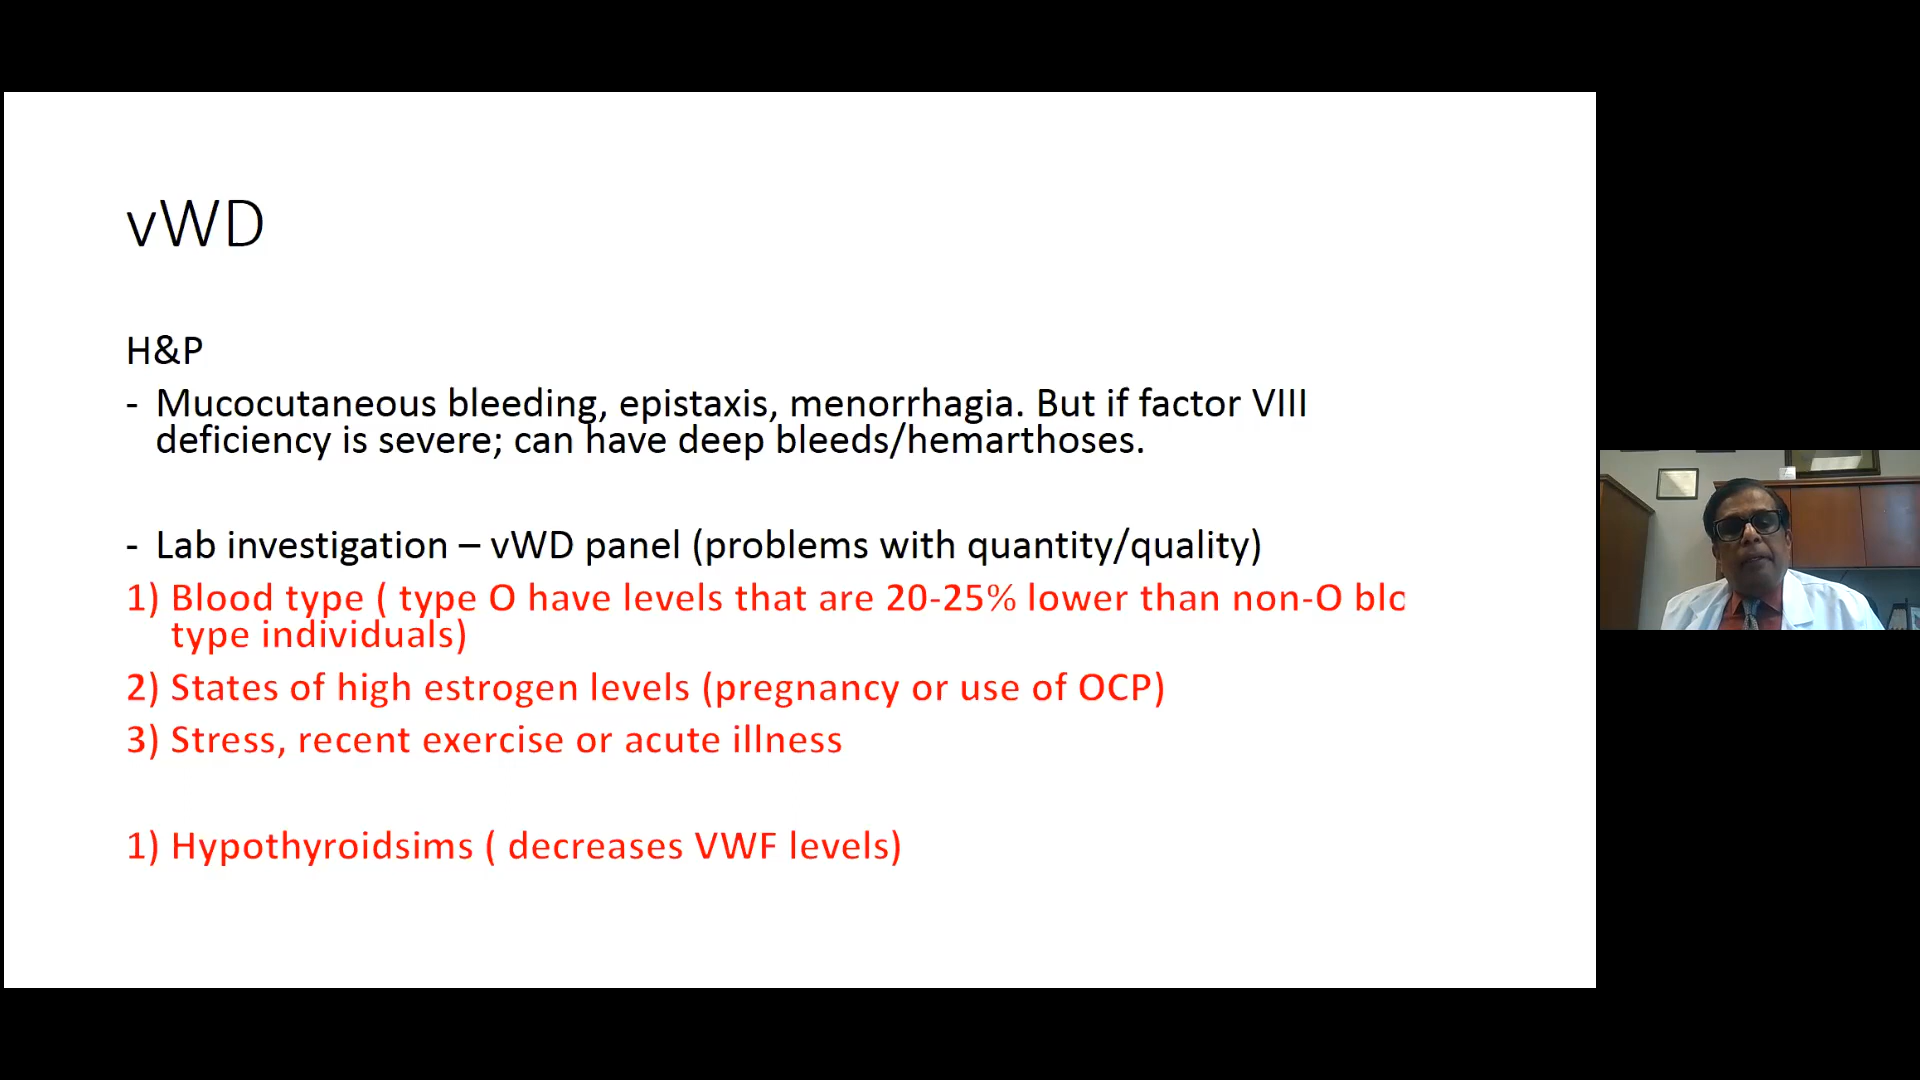 vWD
H&P
- Mucocutaneous bleeding, epistaxis, menorrhagia. But if factor VIII
deficiency is severe; can have deep bleeds/hemarthoses.
- Lab investigation – vWD panel (problems with quantity/quality)
1) Blood type ( type O have levels that are 20-25% lower than non-O
type individuals)
2) States of high estrogen levels (pregnancy or use of OCP)
3) Stress, recent exercise or acute illness
1) Hypothyroidsims ( decreases VWF levels)